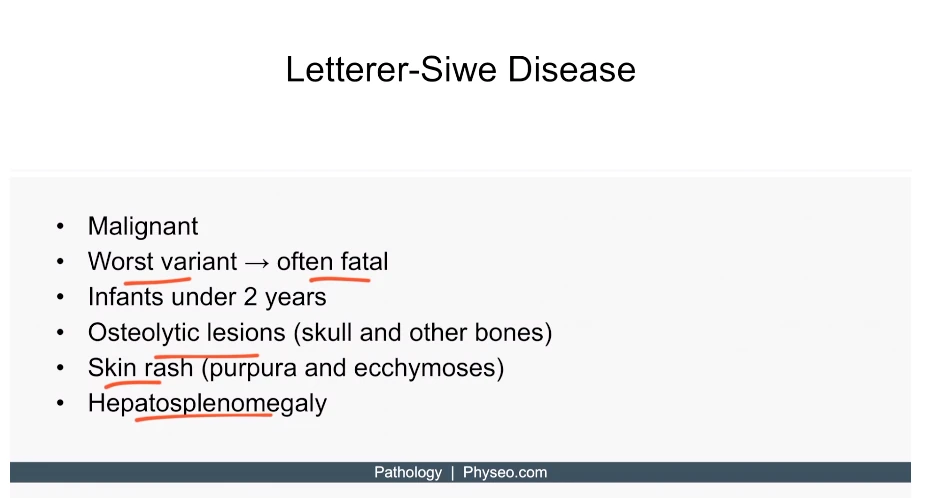 Letterer-Siwe Disease
• Malignant
• Worst variant → often fatal
• Infants under 2 years
• Osteolytic lesions (skull and other bones)
• Skin rash (purpura and ecchymoses)
• Hepatosplenomegaly
Pathology | Physeo.com